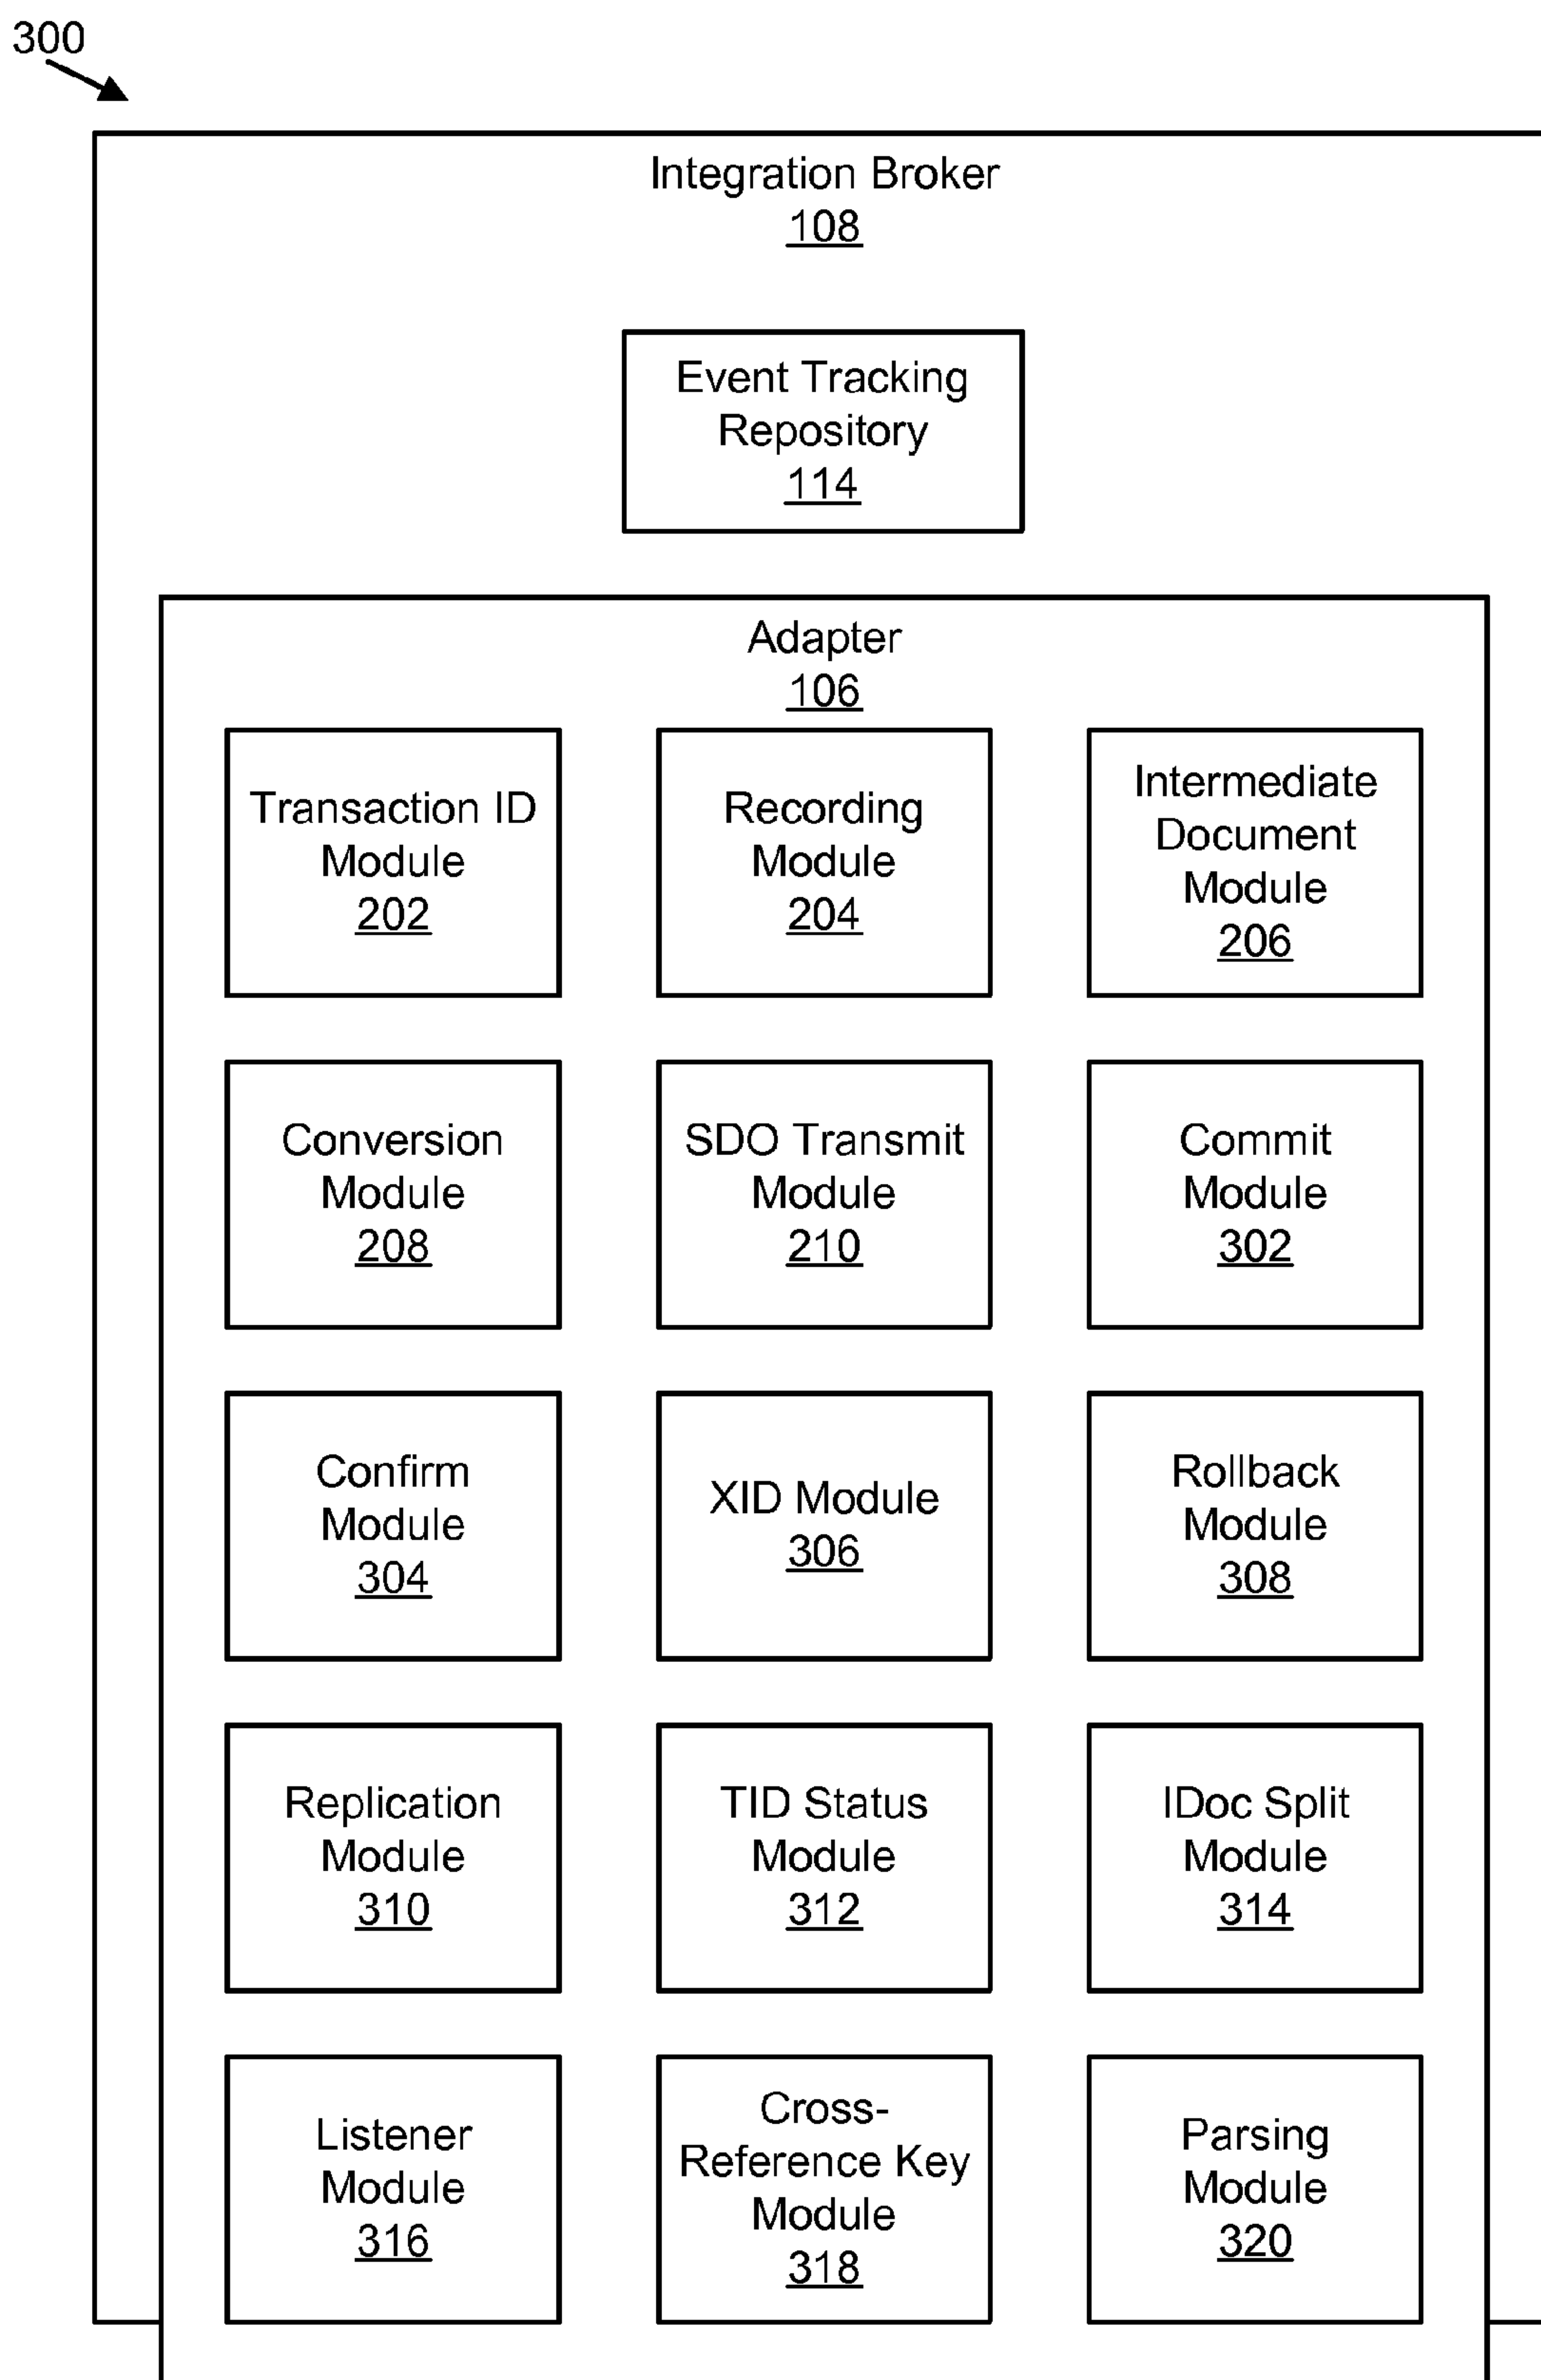 300
Integration Broker
108
Event Tracking
Repository
114
Adapter
106
Transaction ID
Module
202
Recording
Module
204
Intermediate
Document
Module
206
Conversion
Module
208
SDO Transmit
Module
210
Commit
Module
302
Confirm
Module
304
XID Module
306
Rollback
Module
308
Replication
Module
310
TID Status
Module
312
IDoc Split
Module
314
Listener
Module
316
Cross-
Reference Key
Module
318
Parsing
Module
320